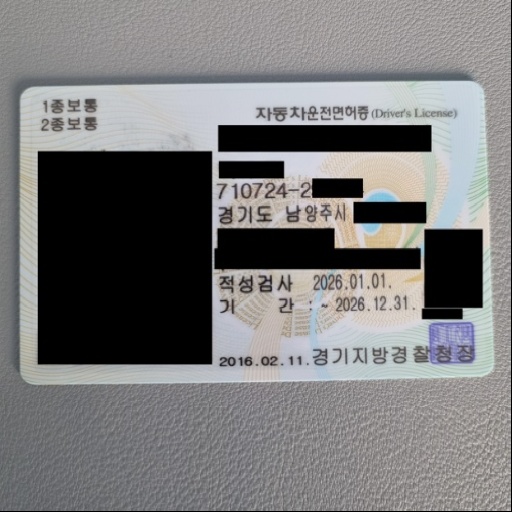 1종보통
2종보통
자동차운전면허증(Driver's License)
710724-2
경기도 남양주시
적성검사 2026.01.01.
기 간 : ~ 2026.12.31.
2016.02.11. 경기지방경찰청장